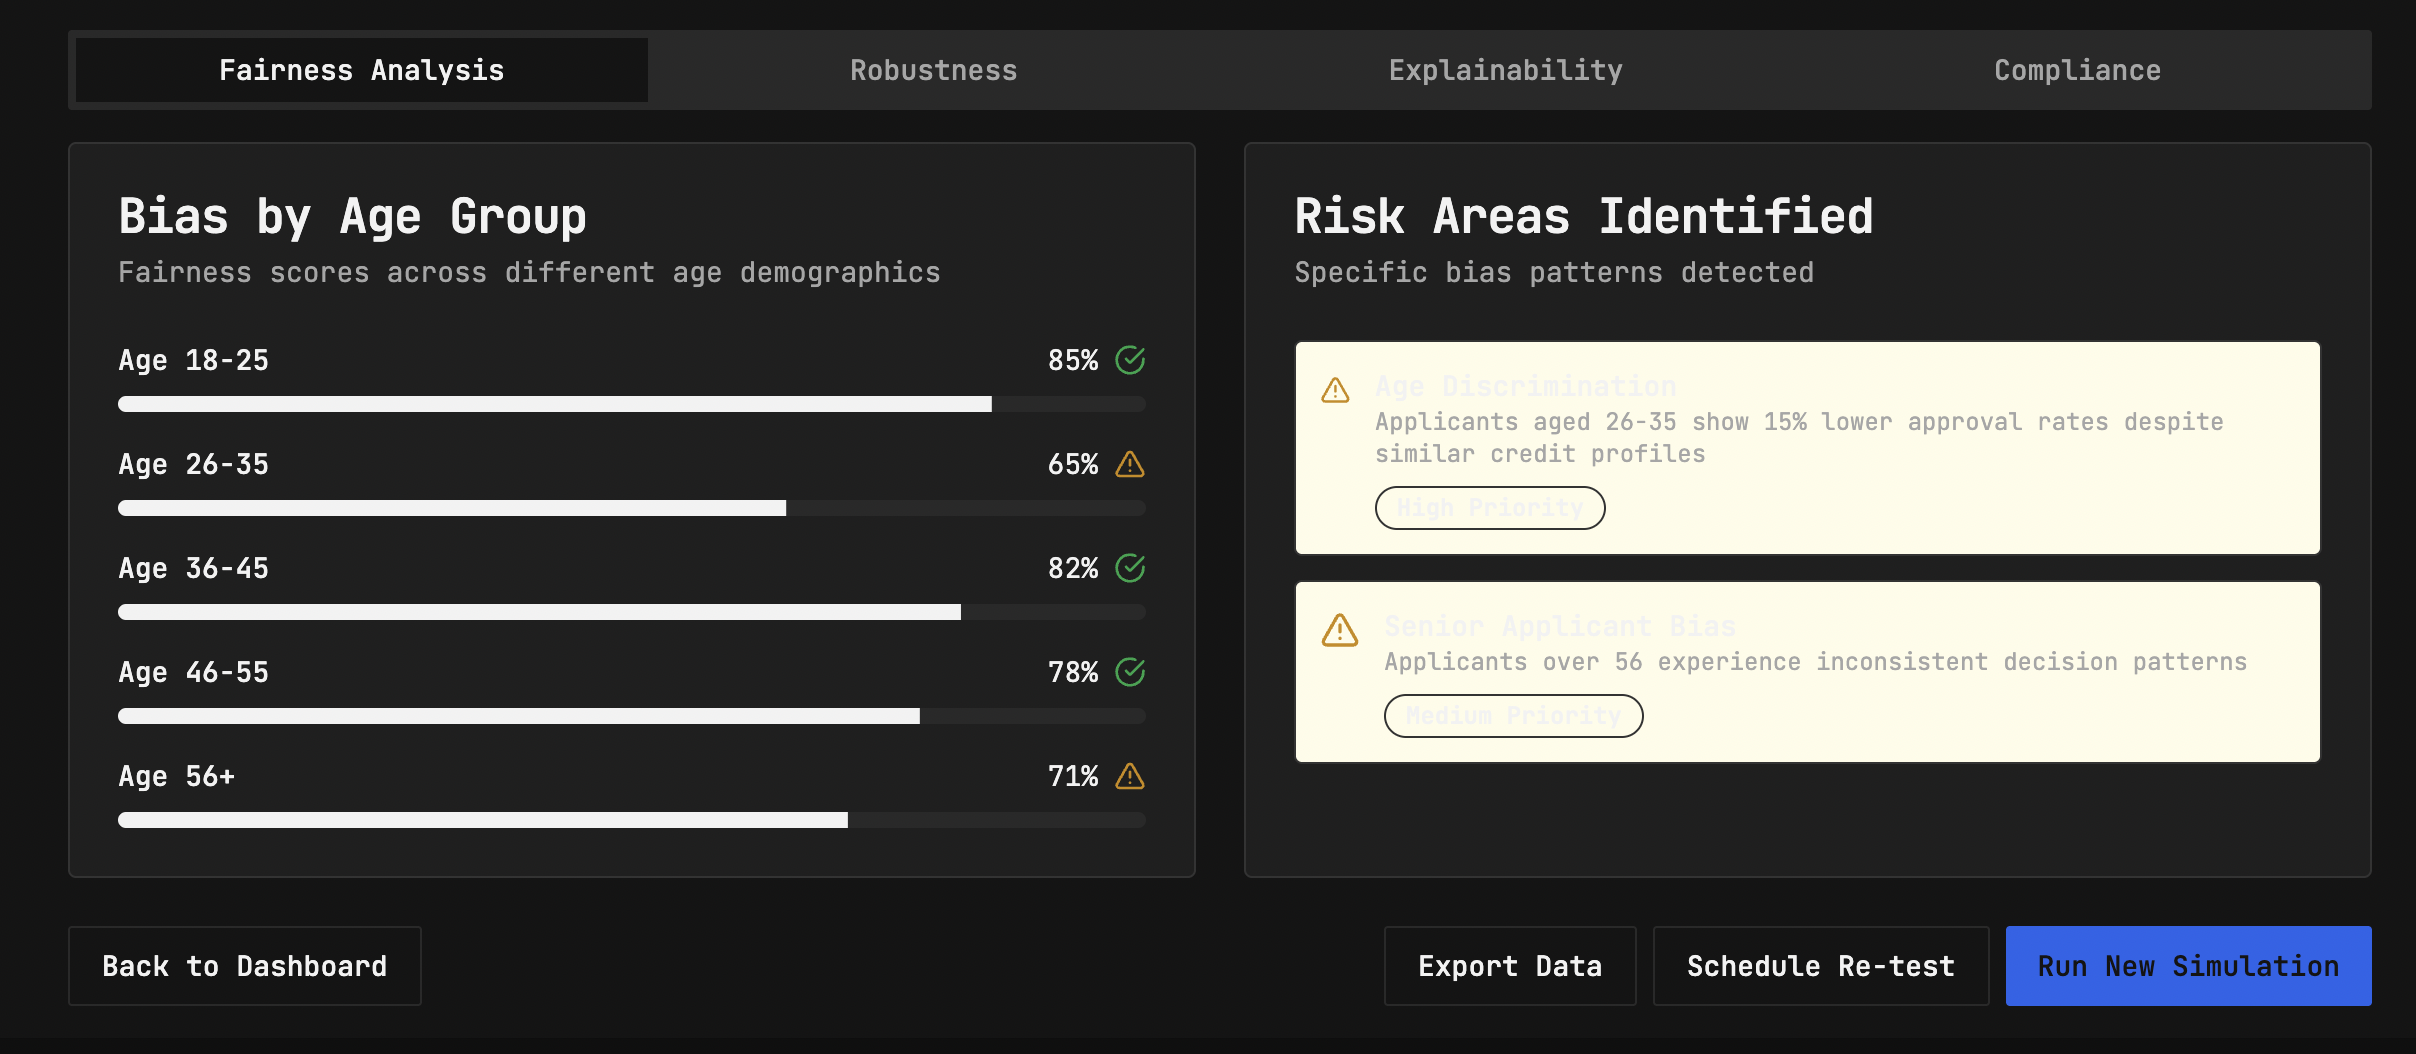 Fairness Analysis
Robustness
Explainability
Compliance
Bias by Age Group
Fairness scores across different age demographics
Age 18-25 85%
Age 26-35 65%
Age 36-45 82%
Age 46-55 78%
Age 56+ 71%
Risk Areas Identified
Specific bias patterns detected
Age Discrimination
Applicants aged 26-35 show 15% lower approval rates despite
similar credit profiles
High Priority
Senior Applicant Bias
Applicants over 56 experience inconsistent decision patterns
Medium Priority
Back to Dashboard
Export Data
Schedule Re-test
Run New Simulation